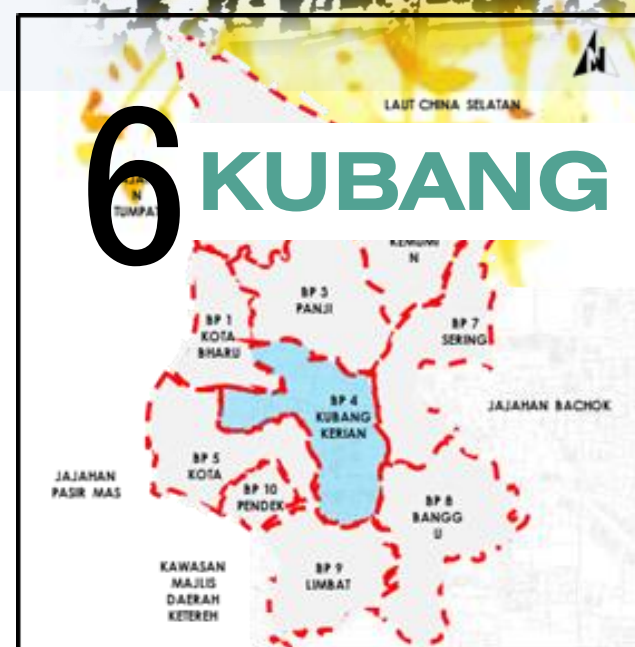 LAUT CHINA SELATAN
6 KUBANG
N
TUMPAT
KEMUMI
N
BP 3
PANJI
BP 1
KOTA
BHARU
BP 7
SERING
BP 4
KUBANG
KERIAN
JAJAHAN BACHOK
BP 5
KOTA
JAJAHAN
PASIR MAS
BP 10
PENDEK
BP 8
BANGG
U
KAWASAN
MAJLIS
DAERAH
KETEREH
BP 9
LIMBAT